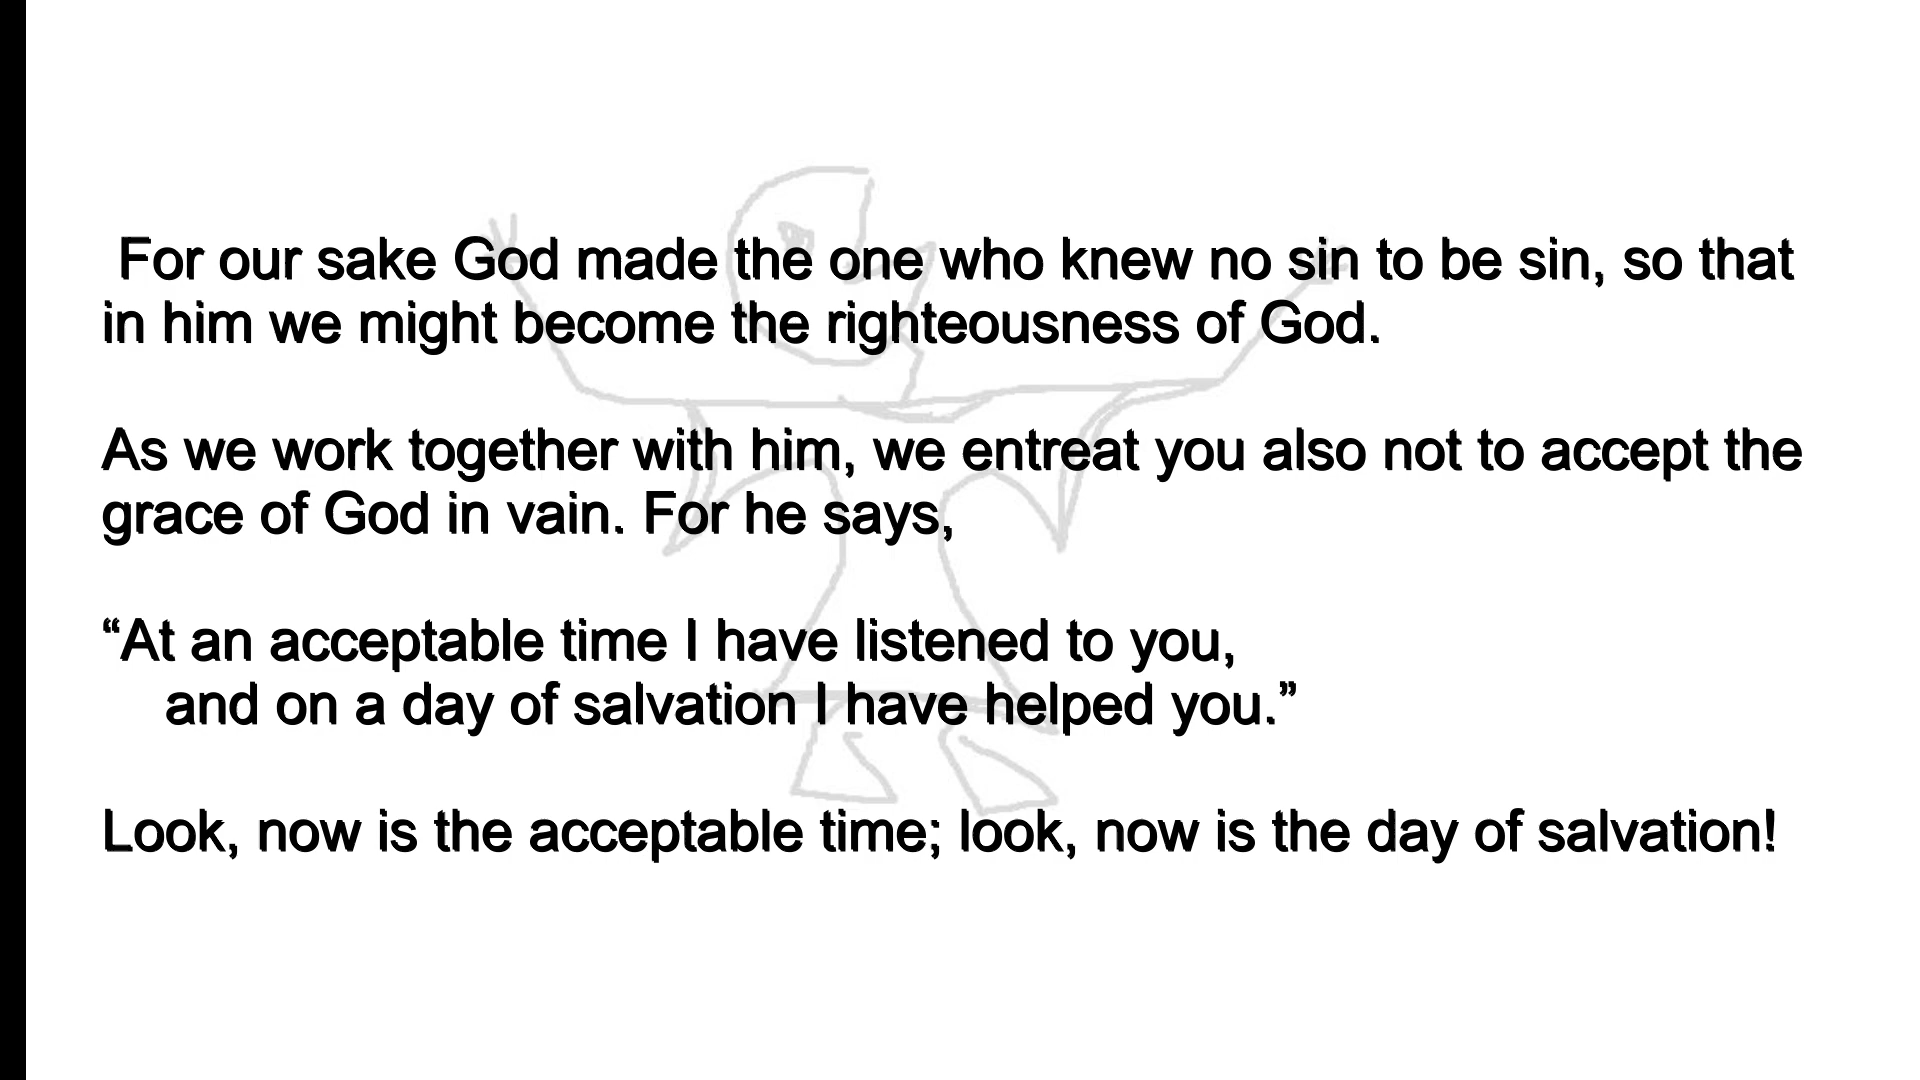 For our sake God made the one who knew no sin to be sin, so that
in him we might become the righteousness of God.
As we work together with him, we entreat you also not to accept the
grace of God in vain. For he says,
“At an acceptable time I have listened to you,
and on a day of salvation I have helped you.”
Look, now is the acceptable time; look, now is the day of salvation!